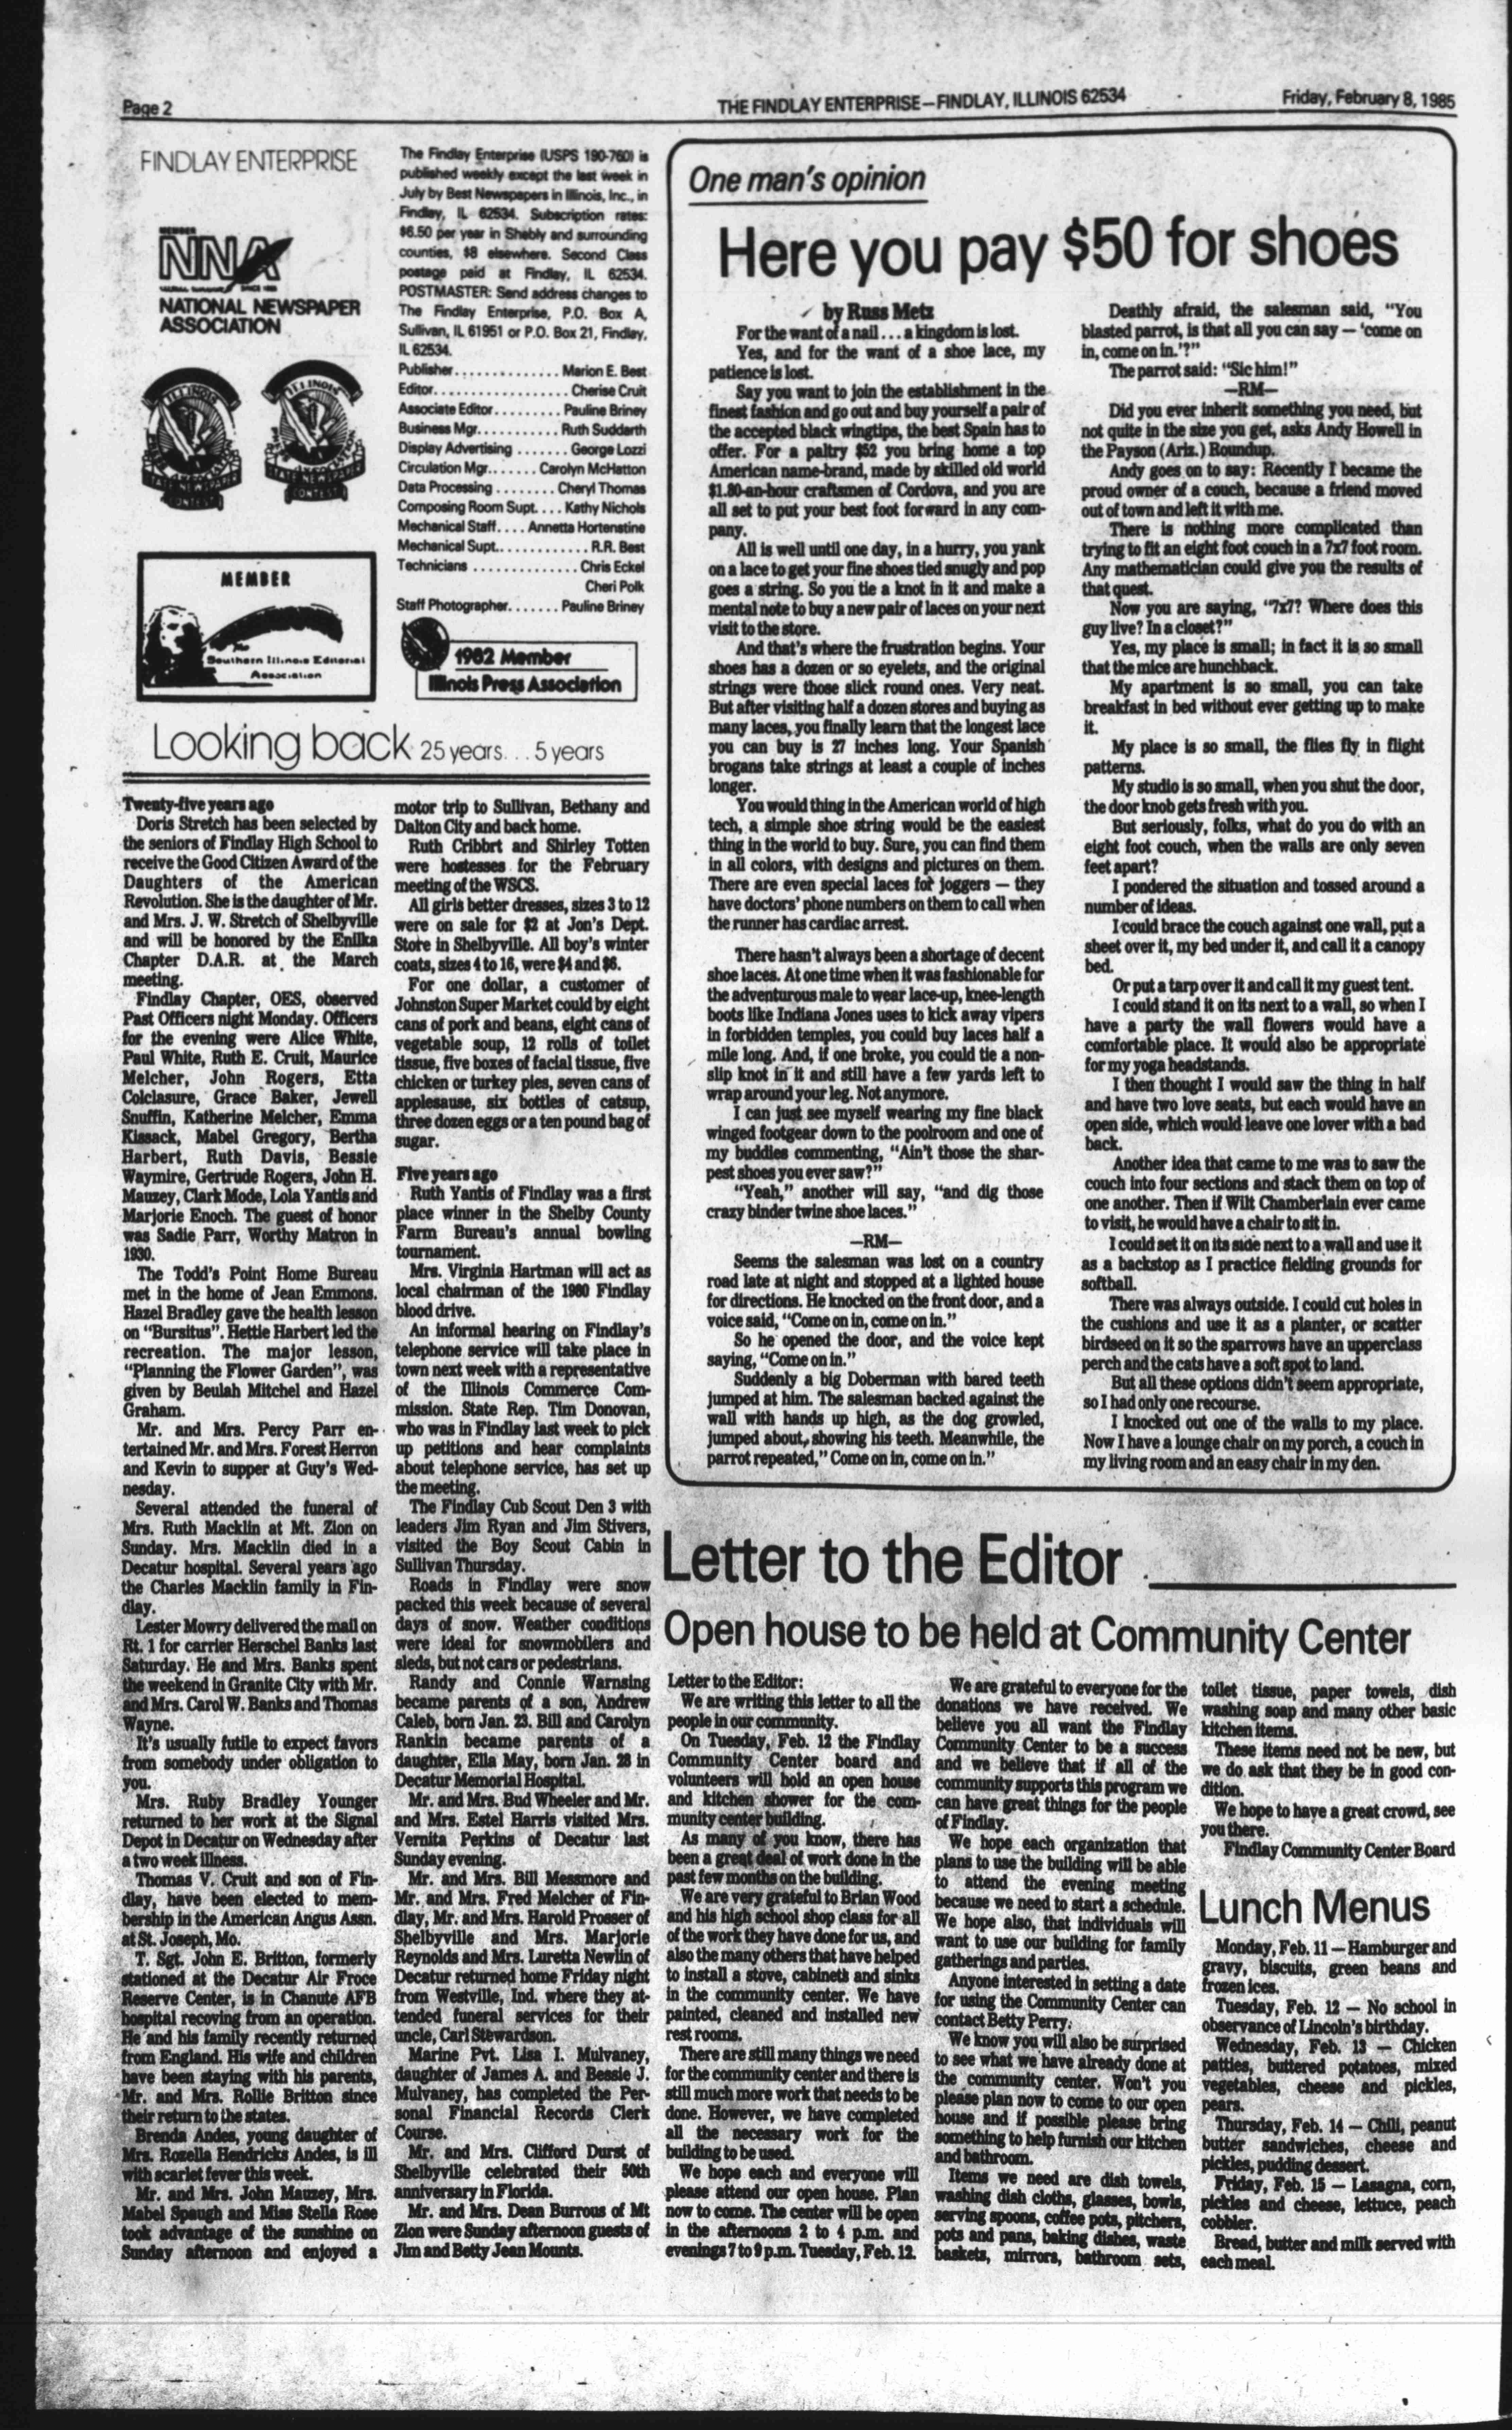 Page 2
THE FINDLAY ENTERPRISE—FINDLAY, ILLINOIS 62534
Friday, February 8, 1985
FINDLAY ENTERPRISE
MEMBER
NNA
SINCE 1885
NATIONAL NEWSPAPER
ASSOCIATION
ILLINOIS
CONTEST
ILLINOIS
CONTEST
MEMBER
The
Southern Illinois Editorial
Association
The Findlay Enterprise (USPS 190-760) is
published weekly except the last week in
July by Best Newspapers in Illinois, Inc., in
Findlay, IL 62534. Subscription rates:
$6.50 per year in Shebly and surrounding
counties, $8 elsewhere. Second Class
postage paid at Findlay, IL 62534.
POSTMASTER: Send address changes to
The Findlay Enterprise, P.O. Box A,
Sullivan, IL 61951 or P.O. Box 21, Findlay,
IL 62534.
Publisher.............. Marion E. Best
Editor.................. Cherise Cruit
Associate Editor......... Pauline Briney
Business Mgr........... Ruth Suddarth
Display Advertising ....... George Lozzi
Circulation Mgr....... Carolyn McHatton
Data Processing ........ Cheryl Thomas
Composing Room Supt.... Kathy Nichols
Mechanical Staff.... Annetta Hortenstine
Mechanical Supt............. R.R. Best
Technicians .............. Chris Eckel
Cheri Polk
Staff Photographer....... Pauline Briney
1982 Member
Illinois Press Association
Looking back 25 years. . . 5 years
Twenty-five years ago
Doris Stretch has been selected by
the seniors of Findlay High School to
receive the Good Citizen Award of the
Daughters of the American
Revolution. She is the daughter of Mr.
and Mrs. J. W. Stretch of Shelbyville
and will be honored by the Enilka
Chapter D.A.R. at the March
meeting.
Findlay Chapter, OES, observed
Past Officers night Monday. Officers
for the evening were Alice White,
Paul White, Ruth E. Cruit, Maurice
Melcher, John Rogers, Etta
Colclasure, Grace Baker, Jewell
Snuffin, Katherine Melcher, Emma
Kissack, Mabel Gregory, Bertha
Harbert, Ruth Davis, Bessie
Waymire, Gertrude Rogers, John H.
Mauzey, Clark Mode, Lola Yantis and
Marjorie Enoch. The guest of honor
was Sadie Parr, Worthy Matron in
1930.
The Todd's Point Home Bureau
met in the home of Jean Emmons.
Hazel Bradley gave the health lesson
on "Bursitus". Hettie Harbert led the
recreation. The major lesson,
"Planning the Flower Garden", was
given by Beulah Mitchel and Hazel
Graham.
Mr. and Mrs. Percy Parr en-
tertained Mr. and Mrs. Forest Herron
and Kevin to supper at Guy's Wed-
nesday.
Several attended the funeral of
Mrs. Ruth Macklin at Mt. Zion on
Sunday. Mrs. Macklin died in a
Decatur hospital. Several years ago
the Charles Macklin family in Fin-
dlay.
Lester Mowry delivered the mail on
Rt. 1 for carrier Herschel Banks last
Saturday. He and Mrs. Banks spent
the weekend in Granite City with Mr.
and Mrs. Carol W. Banks and Thomas
Wayne.
It's usually futile to expect favors
from somebody under obligation to
you.
Mrs. Ruby Bradley Younger
returned to her work at the Signal
Depot in Decatur on Wednesday after
a two week illness.
Thomas V. Cruit and son of Fin-
dlay, have been elected to mem-
bership in the American Angus Assn.
at St. Joseph, Mo.
T. Sgt. John E. Britton, formerly
stationed at the Decatur Air Froce
Reserve Center, is in Chanute AFB
hospital recoving from an operation.
He and his family recently returned
from England. His wife and children
have been staying with his parents,
Mr. and Mrs. Rollie Britton since
their return to the states.
Brenda Andes, young daughter of
Mrs. Rozella Hendricks Andes, is ill
with scarlet fever this week.
Mr. and Mrs. John Mauzey, Mrs.
Mabel Spaugh and Miss Stella Rose
took advantage of the sunshine on
Sunday afternoon and enjoyed a
motor trip to Sullivan, Bethany and
Dalton City and back home.
Ruth Cribbrt and Shirley Totten
were hostesses for the February
meeting of the WSCS.
All girls better dresses, sizes 3 to 12
were on sale for $2 at Jon's Dept.
Store in Shelbyville. All boy's winter
coats, sizes 4 to 16, were $4 and $6.
For one dollar, a customer of
Johnston Super Market could by eight
cans of pork and beans, eight cans of
vegetable soup, 12 rolls of toilet
tissue, five boxes of facial tissue, five
chicken or turkey pies, seven cans of
applesause, six bottles of catsup,
three dozen eggs or a ten pound bag of
sugar.
Five years ago
Ruth Yantis of Findlay was a first
place winner in the Shelby County
Farm Bureau's annual bowling
tournament.
Mrs. Virginia Hartman will act as
local chairman of the 1980 Findlay
blood drive.
An informal hearing on Findlay's
telephone service will take place in
town next week with a representative
of the Illinois Commerce Com-
mission. State Rep. Tim Donovan,
who was in Findlay last week to pick
up petitions and hear complaints
about telephone service, has set up
the meeting.
The Findlay Cub Scout Den 3 with
leaders Jim Ryan and Jim Stivers,
visited the Boy Scout Cabin in
Sullivan Thursday.
Roads in Findlay were snow
packed this week because of several
days of snow. Weather conditions
were ideal for snowmobilers and
sleds, but not cars or pedestrians.
Randy and Connie Warnsing
became parents of a son, Andrew
Caleb, born Jan. 23. Bill and Carolyn
Rankin became parents of a
daughter, Ella May, born Jan. 28 in
Decatur Memorial Hospital.
Mr. and Mrs. Bud Wheeler and Mr.
and Mrs. Estel Harris visited Mrs.
Vernita Perkins of Decatur last
Sunday evening.
Mr. and Mrs. Bill Messmore and
Mr. and Mrs. Fred Melcher of Fin-
dlay, Mr. and Mrs. Harold Prosser of
Shelbyville and Mrs. Marjorie
Reynolds and Mrs. Luretta Newlin of
Decatur returned home Friday night
from Westville, Ind. where they at-
tended funeral services for their
uncle, Carl Stewardson.
Marine Pvt. Lisa I. Mulvaney,
daughter of James A. and Bessie J.
Mulvaney, has completed the Per-
sonal Financial Records Clerk
Course.
Mr. and Mrs. Clifford Durst of
Shelbyville celebrated their 50th
anniversary in Florida.
Mr. and Mrs. Dean Burrous of Mt
Zion were Sunday afternoon guests of
Jim and Betty Jean Mounts.
One man's opinion
Here you pay $50 for shoes
by Russ Metz
For the want of a nail . . . a kingdom is lost.
Yes, and for the want of a shoe lace, my
patience is lost.
Say you want to join the establishment in the
finest fashion and go out and buy yourself a pair of
the accepted black wingtips, the best Spain has to
offer. For a paltry $52 you bring home a top
American name-brand, made by skilled old world
$1.80-an-hour craftsmen of Cordova, and you are
all set to put your best foot forward in any com-
pany.
All is well until one day, in a hurry, you yank
on a lace to get your fine shoes tied snugly and pop
goes a string. So you tie a knot in it and make a
mental note to buy a new pair of laces on your next
visit to the store.
And that's where the frustration begins. Your
shoes has a dozen or so eyelets, and the original
strings were those slick round ones. Very neat.
But after visiting half a dozen stores and buying as
many laces, you finally learn that the longest lace
you can buy is 27 inches long. Your Spanish
brogans take strings at least a couple of inches
longer.
You would thing in the American world of high
tech, a simple shoe string would be the easiest
thing in the world to buy. Sure, you can find them
in all colors, with designs and pictures on them.
There are even special laces for joggers — they
have doctors' phone numbers on them to call when
the runner has cardiac arrest.
There hasn't always been a shortage of decent
shoe laces. At one time when it was fashionable for
the adventurous male to wear lace-up, knee-length
boots like Indiana Jones uses to kick away vipers
in forbidden temples, you could buy laces half a
mile long. And, if one broke, you could tie a non-
slip knot in it and still have a few yards left to
wrap around your leg. Not anymore.
I can just see myself wearing my fine black
winged footgear down to the poolroom and one of
my buddies commenting, "Ain't those the shar-
pest shoes you ever saw?"
"Yeah," another will say, "and dig those
crazy binder twine shoe laces."
—RM—
Seems the salesman was lost on a country
road late at night and stopped at a lighted house
for directions. He knocked on the front door, and a
voice said, "Come on in, come on in."
So he opened the door, and the voice kept
saying, "Come on in."
Suddenly a big Doberman with bared teeth
jumped at him. The salesman backed against the
wall with hands up high, as the dog growled,
jumped about, showing his teeth. Meanwhile, the
parrot repeated," Come on in, come on in."
Deathly afraid, the salesman said, "You
blasted parrot, is that all you can say — 'come on
in, come on in.'?"
The parrot said: "Sic him!"
—RM—
Did you ever inherit something you need, but
not quite in the size you get, asks Andy Howell in
the Payson (Ariz.) Roundup.
Andy goes on to say: Recently I became the
proud owner of a couch, because a friend moved
out of town and left it with me.
There is nothing more complicated than
trying to fit an eight foot couch in a 7x7 foot room.
Any mathematician could give you the results of
that quest.
Now you are saying, "7x7? Where does this
guy live? In a closet?"
Yes, my place is small; in fact it is so small
that the mice are hunchback.
My apartment is so small, you can take
breakfast in bed without ever getting up to make
it.
My place is so small, the flies fly in flight
patterns.
My studio is so small, when you shut the door,
the door knob gets fresh with you.
But seriously, folks, what do you do with an
eight foot couch, when the walls are only seven
feet apart?
I pondered the situation and tossed around a
number of ideas.
I could brace the couch against one wall, put a
sheet over it, my bed under it, and call it a canopy
bed.
Or put a tarp over it and call it my guest tent.
I could stand it on its next to a wall, so when I
have a party the wall flowers would have a
comfortable place. It would also be appropriate
for my yoga headstands.
I then thought I would saw the thing in half
and have two love seats, but each would have an
open side, which would leave one lover with a bad
back.
Another idea that came to me was to saw the
couch into four sections and stack them on top of
one another. Then if Wilt Chamberlain ever came
to visit, he would have a chair to sit in.
I could set it on its side next to a wall and use it
as a backstop as I practice fielding grounds for
softball.
There was always outside. I could cut holes in
the cushions and use it as a planter, or scatter
birdseed on it so the sparrows have an upperclass
perch and the cats have a soft spot to land.
But all these options didn't seem appropriate,
so I had only one recourse.
I knocked out one of the walls to my place.
Now I have a lounge chair on my porch, a couch in
my living room and an easy chair in my den.
Letter to the Editor
Open house to be held at Community Center
Letter to the Editor:
We are writing this letter to all the
people in our community.
On Tuesday, Feb. 12 the Findlay
Community Center board and
volunteers will hold an open house
and kitchen shower for the com-
munity center building.
As many of you know, there has
been a great deal of work done in the
past few months on the building.
We are very grateful to Brian Wood
and his high school shop class for all
of the work they have done for us, and
also the many others that have helped
to install a stove, cabinets and sinks
in the community center. We have
painted, cleaned and installed new
rest rooms.
There are still many things we need
for the community center and there is
still much more work that needs to be
done. However, we have completed
all the necessary work for the
building to be used.
We hope each and everyone will
please attend our open house. Plan
now to come. The center will be open
in the afternoons 2 to 4 p.m. and
evenings 7 to 9 p.m. Tuesday, Feb. 12.
We are grateful to everyone for the
donations we have received. We
believe you all want the Findlay
Community Center to be a success
and we believe that if all of the
community supports this program we
can have great things for the people
of Findlay.
We hope each organization that
plans to use the building will be able
to attend the evening meeting
because we need to start a schedule.
We hope also, that individuals will
want to use our building for family
gatherings and parties.
Anyone interested in setting a date
for using the Community Center can
contact Betty Perry.
We know you will also be surprised
to see what we have already done at
the community center. Won't you
please plan now to come to our open
house and if possible please bring
something to help furnish our kitchen
and bathroom.
Items we need are dish towels,
washing dish cloths, glasses, bowls,
serving spoons, coffee pots, pitchers,
pots and pans, baking dishes, waste
baskets, mirrors, bathroom sets,
toilet tissue, paper towels, dish
washing soap and many other basic
kitchen items.
These items need not be new, but
we do ask that they be in good con-
dition.
We hope to have a great crowd, see
you there.
Findlay Community Center Board
Lunch Menus
Monday, Feb. 11 — Hamburger and
gravy, biscuits, green beans and
frozen ices.
Tuesday, Feb. 12 — No school in
observance of Lincoln's birthday.
Wednesday, Feb. 13 — Chicken
patties, buttered potatoes, mixed
vegetables, cheese and pickles,
pears.
Thursday, Feb. 14 — Chili, peanut
butter sandwiches, cheese and
pickles, pudding dessert.
Friday, Feb. 15 — Lasagna, corn,
pickles and cheese, lettuce, peach
cobbler.
Bread, butter and milk served with
each meal.